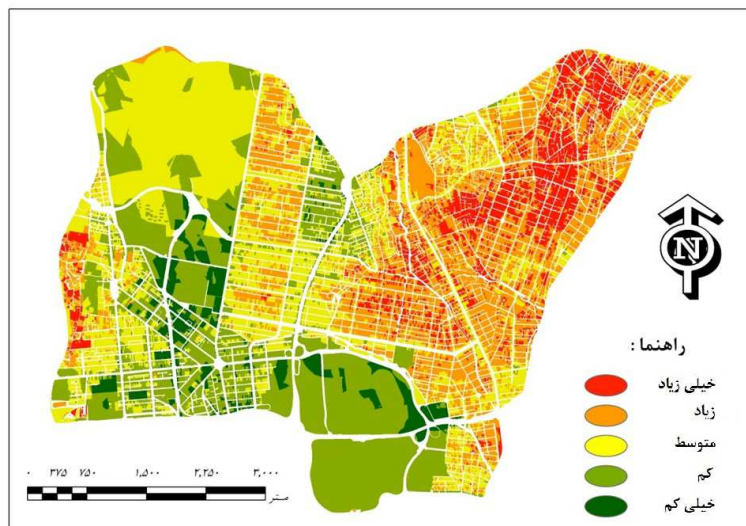 N
راهنما :
خیلی زیاد
زیاد
متوسط
کم
خیلی کم
۰ ۳۷۵ ۷۵۰ ۱,۵۰۰ ۲,۲۵۰ ۳,۰۰۰
متر